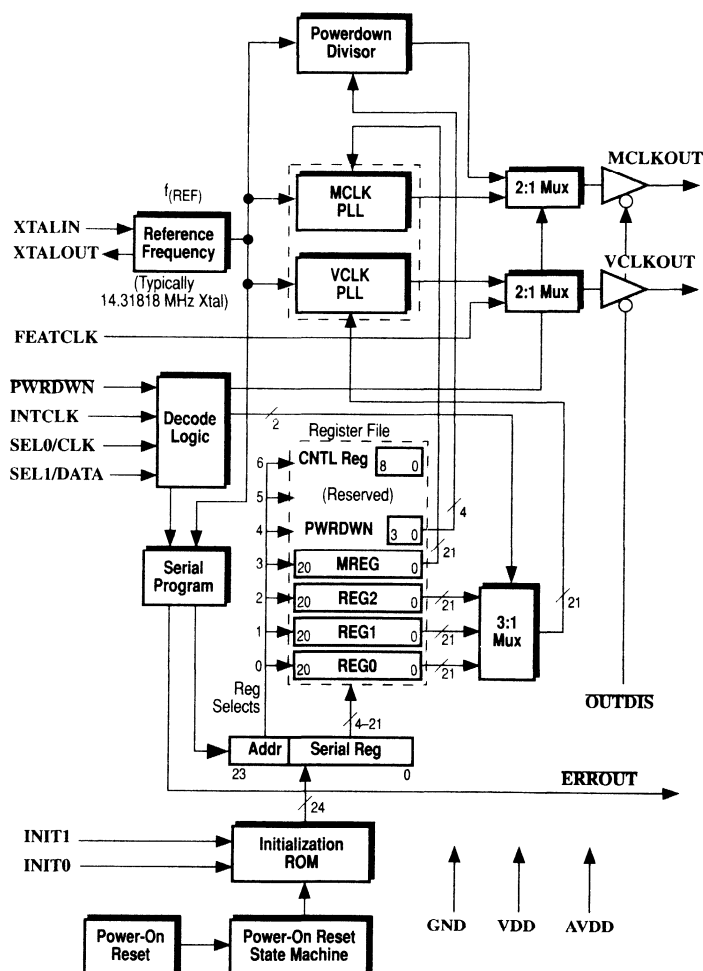 Powerdown
Divisor
MCLKOUT
f(REF)
MCLK
PLL
2:1 Mux
XTALIN
XTALOUT
Reference
Frequency
VCLKOUT
VCLK
PLL
2:1 Mux
(Typically
14.31818 MHz Xtal)
FEATCLK
PWRDWN
INTCLK
SEL0/CLK
SEL1/DATA
Decode
Logic
2
Register File
6
CNTL Reg
8 0
5
(Reserved)
4
4
PWRDWN
3 0
21
Serial
Program
3
20 MREG 0
2
20 REG2 0
21
3:1
Mux
21
1
20 REG1 0
21
0
20 REG0 0
21
Reg
Selects
OUTDIS
4–21
Addr
Serial Reg
23
0
ERROUT
24
INIT1
INIT0
Initialization
ROM
GND
VDD
AVDD
Power-On
Reset
Power-On Reset
State Machine